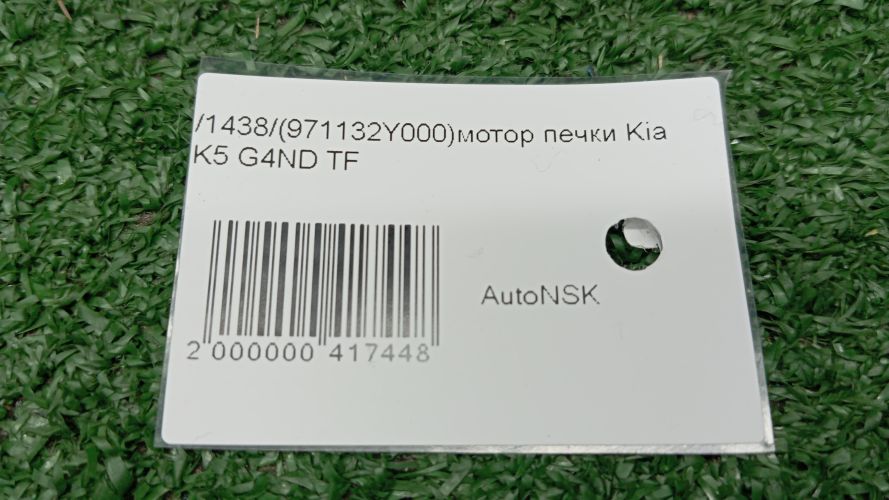 /1438/(971132Y000)мотор печки Kia
K5 G4ND TF
AutoNSK
2 000000 417448